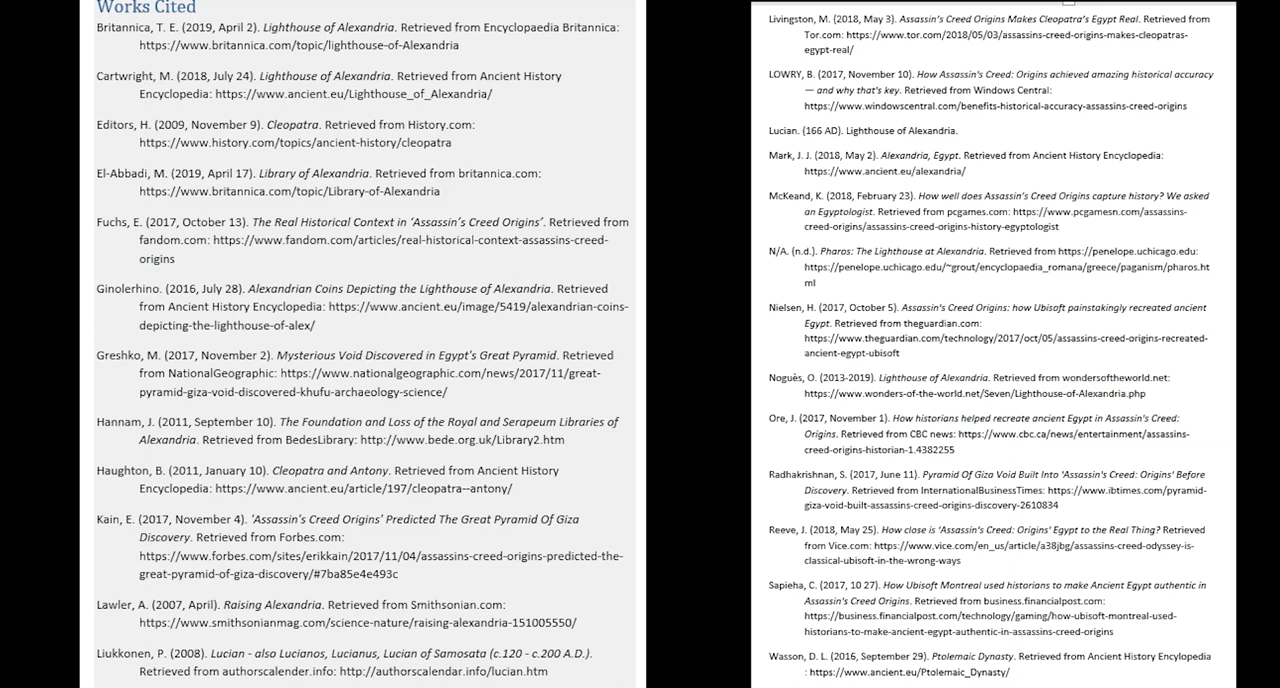 Works Cited
Britannica, T. E. (2019, April 2). Lighthouse of Alexandria. Retrieved from Encyclopaedia Britannica:
https://www.britannica.com/topic/lighthouse-of-Alexandria
Cartwright, M. (2018, July 24). Lighthouse of Alexandria. Retrieved from Ancient History
Encyclopedia: https://www.ancient.eu/Lighthouse_of_Alexandria/
Editors, H. (2009, November 9). Cleopatra. Retrieved from History.com:
https://www.history.com/topics/ancient-history/cleopatra
El-Abbadi, M. (2019, April 17). Library of Alexandria. Retrieved from britannica.com:
https://www.britannica.com/topic/Library-of-Alexandria
Fuchs, E. (2017, October 13). The Real Historical Context in ‘Assassin’s Creed Origins’. Retrieved from
fandom.com: https://www.fandom.com/articles/real-historical-context-assassins-creed-
origins
Ginolerhino. (2016, July 28). Alexandrian Coins Depicting the Lighthouse of Alexandria. Retrieved
from Ancient History Encyclopedia: https://www.ancient.eu/image/5419/alexandrian-coins-
depicting-the-lighthouse-of-alex/
Greshko, M. (2017, November 2). Mysterious Void Discovered in Egypt's Great Pyramid. Retrieved
from NationalGeographic: https://www.nationalgeographic.com/news/2017/11/great-
pyramid-giza-void-discovered-khufu-archaeology-science/
Hannam, J. (2011, September 10). The Foundation and Loss of the Royal and Serapeum Libraries of
Alexandria. Retrieved from BedesLibrary: http://www.bede.org.uk/Library2.htm
Haughton, B. (2011, January 10). Cleopatra and Antony. Retrieved from Ancient History
Encyclopedia: https://www.ancient.eu/article/197/cleopatra--antony/
Kain, E. (2017, November 4). 'Assassin's Creed Origins' Predicted The Great Pyramid Of Giza
Discovery. Retrieved from Forbes.com:
https://www.forbes.com/sites/erikkain/2017/11/04/assassins-creed-origins-predicted-the-
great-pyramid-of-giza-discovery/#7ba85e4e493c
Lawler, A. (2007, April). Raising Alexandria. Retrieved from Smithsonian.com:
https://www.smithsonianmag.com/science-nature/raising-alexandria-151005550/
Liukkonen, P. (2008). Lucian - also Lucianos, Lucianus, Lucian of Samosata (c.120 - c.200 A.D.).
Retrieved from authorscalender.info: http://authorscalendar.info/lucian.htm
Livingston, M. (2018, May 3). Assassin’s Creed Origins Makes Cleopatra’s Egypt Real. Retrieved from
Tor.com: https://www.tor.com/2018/05/03/assassins-creed-origins-makes-cleopatras-
egypt-real/
LOWRY, B. (2017, November 10). How Assassin's Creed: Origins achieved amazing historical accuracy
— and why that's key. Retrieved from Windows Central:
https://www.windowscentral.com/benefits-historical-accuracy-assassins-creed-origins
Lucian. (166 AD). Lighthouse of Alexandria.
Mark, J. J. (2018, May 2). Alexandria, Egypt. Retrieved from Ancient History Encyclopedia:
https://www.ancient.eu/alexandria/
McKeand, K. (2018, February 23). How well does Assassin’s Creed Origins capture history? We asked
an Egyptologist. Retrieved from pcgames.com: https://www.pcgamesn.com/assassins-
creed-origins/assassins-creed-origins-history-egyptologist
N/A. (n.d.). Pharos: The Lighthouse at Alexandria. Retrieved from https://penelope.uchicago.edu:
https://penelope.uchicago.edu/~grout/encyclopaedia_romana/greece/paganism/pharos.ht
ml
Nielsen, H. (2017, October 5). Assassin's Creed Origins: how Ubisoft painstakingly recreated ancient
Egypt. Retrieved from theguardian.com:
https://www.theguardian.com/technology/2017/oct/05/assassins-creed-origins-recreated-
ancient-egypt-ubisoft
Noguès, O. (2013-2019). Lighthouse of Alexandria. Retrieved from wondersoftheworld.net:
https://www.wonders-of-the-world.net/Seven/Lighthouse-of-Alexandria.php
Ore, J. (2017, November 1). How historians helped recreate ancient Egypt in Assassin's Creed:
Origins. Retrieved from CBC news: https://www.cbc.ca/news/entertainment/assassins-
creed-origins-historian-1.4382255
Radhakrishnan, S. (2017, June 11). Pyramid Of Giza Void Built Into 'Assassin's Creed: Origins' Before
Discovery. Retrieved from InternationalBusinessTimes: https://www.ibtimes.com/pyramid-
giza-void-built-assassins-creed-origins-discovery-2610834
Reeve, J. (2018, May 25). How close is 'Assassin's Creed: Origins' Egypt to the Real Thing? Retrieved
from Vice.com: https://www.vice.com/en_us/article/a38jbg/assassins-creed-odyssey-is-
classical-ubisoft-in-the-wrong-ways
Sapieha, C. (2017, 10 27). How Ubisoft Montreal used historians to make Ancient Egypt authentic in
Assassin's Creed Origins. Retrieved from business.financialpost.com:
https://business.financialpost.com/technology/gaming/how-ubisoft-montreal-used-
historians-to-make-ancient-egypt-authentic-in-assassins-creed-origins
Wasson, D. L. (2016, September 29). Ptolemaic Dynasty. Retrieved from Ancient History Encyclopedia
: https://www.ancient.eu/Ptolemaic_Dynasty/